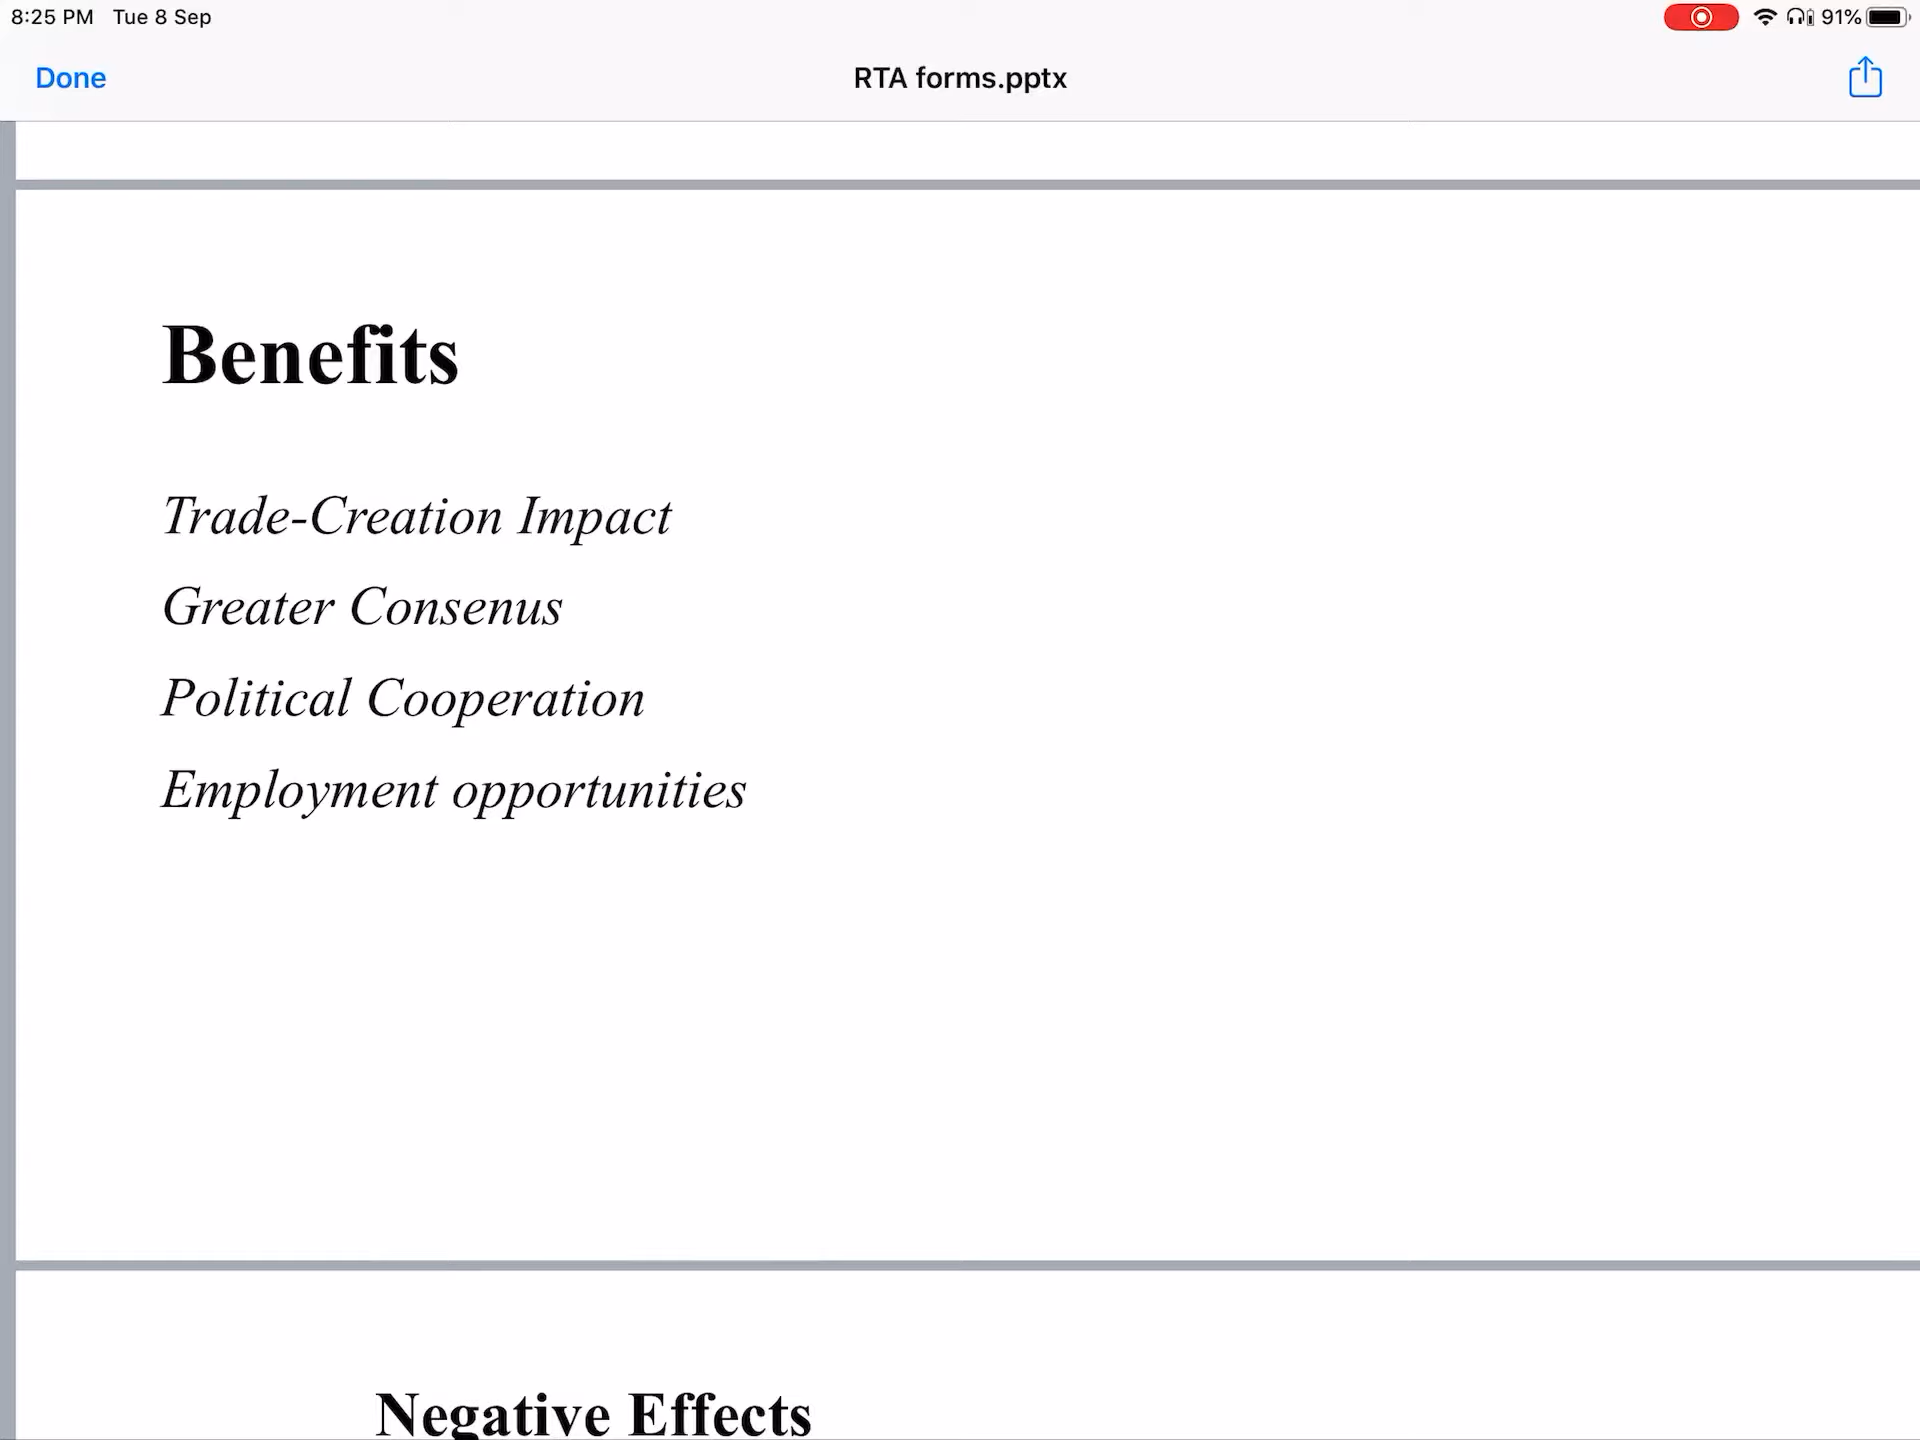 8:25 PM Tue 8 Sep
91%
Done
RTA forms.pptx
Benefits
Trade-Creation Impact
Greater Consenus
Political Cooperation
Employment opportunities
Negative Effects